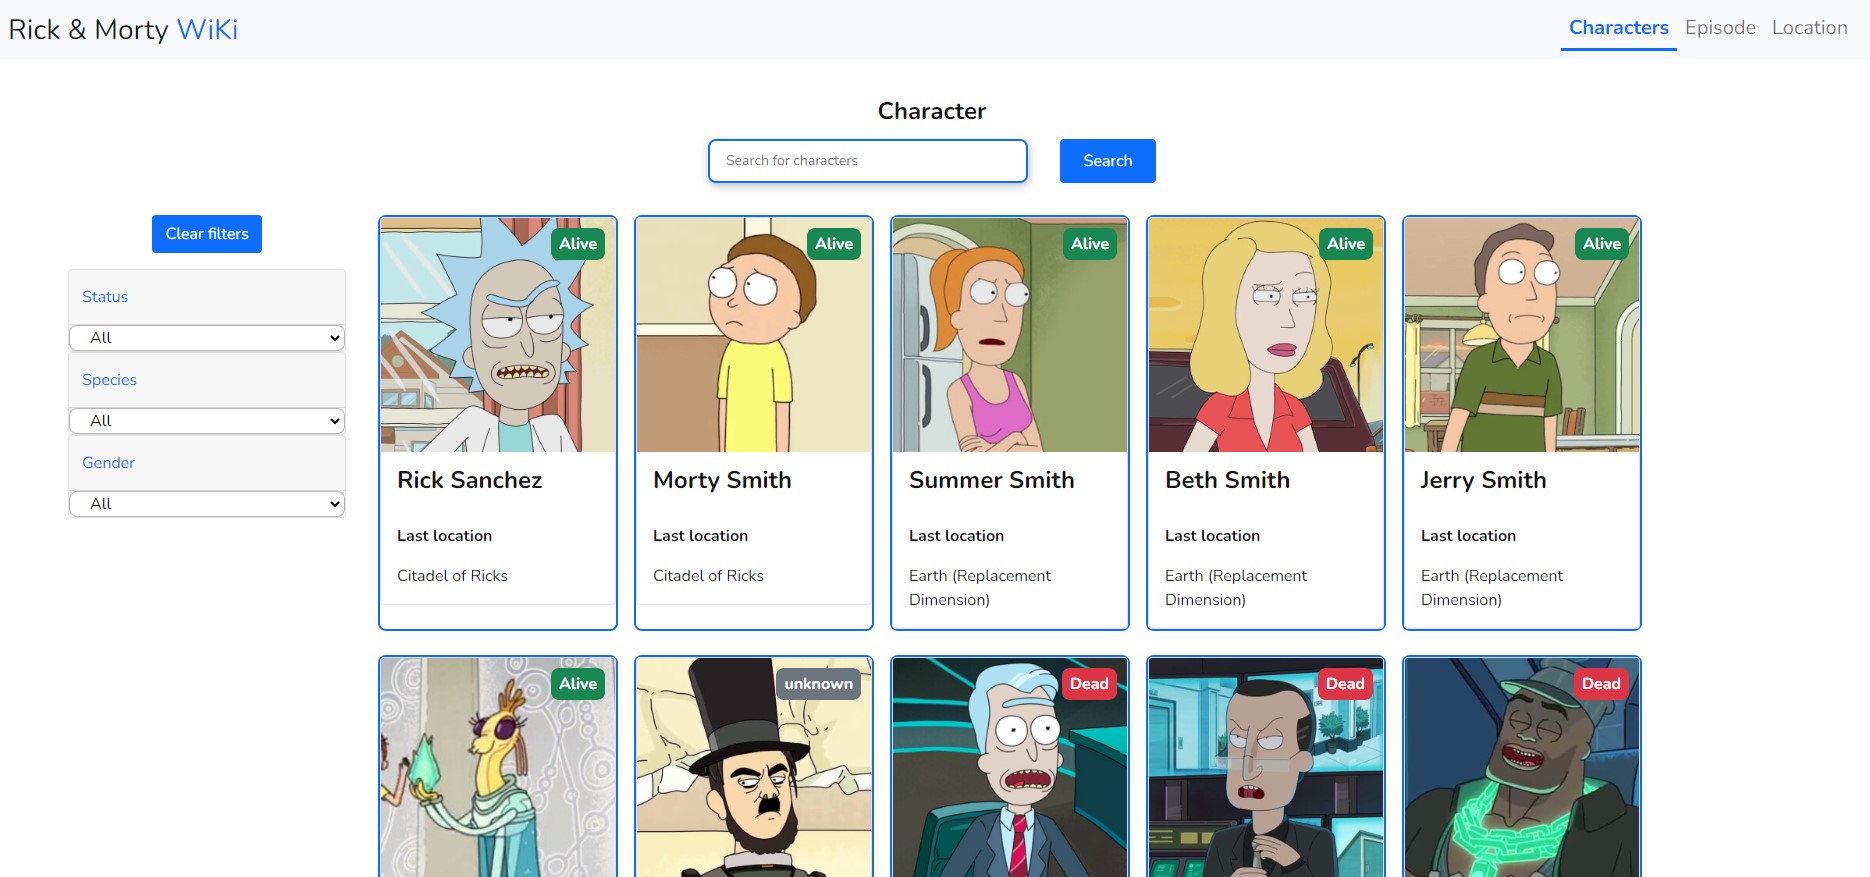 Rick & Morty WiKi
Characters Episode Location
Character
Search for characters
Search
Clear filters
Status
All
Species
All
Gender
All
Alive
Rick Sanchez
Last location
Citadel of Ricks
Alive
Morty Smith
Last location
Citadel of Ricks
Alive
Summer Smith
Last location
Earth (Replacement
Dimension)
Alive
Beth Smith
Last location
Earth (Replacement
Dimension)
Alive
Jerry Smith
Last location
Earth (Replacement
Dimension)
Alive
unknown
Dead
Dead
Dead